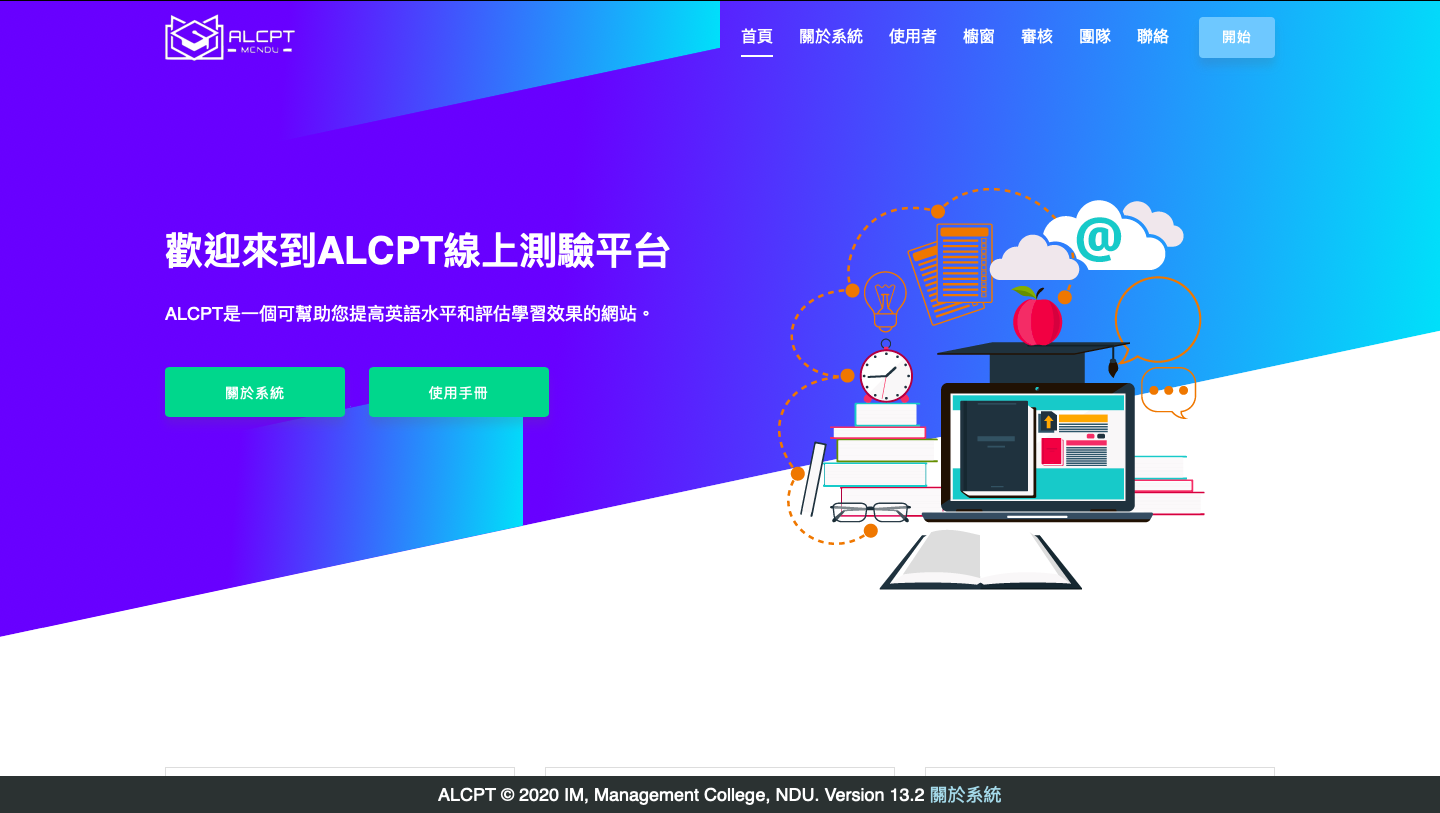 ALCPT
MCNDU
首頁 關於系統 使用者 櫥窗 審核 團隊 聯絡 開始
歡迎來到ALCPT線上測驗平台
ALCPT是一個可幫助您提高英語水平和評估學習效果的網站。
關於系統 使用手冊
@
ALCPT © 2020 IM, Management College, NDU. Version 13.2 關於系統